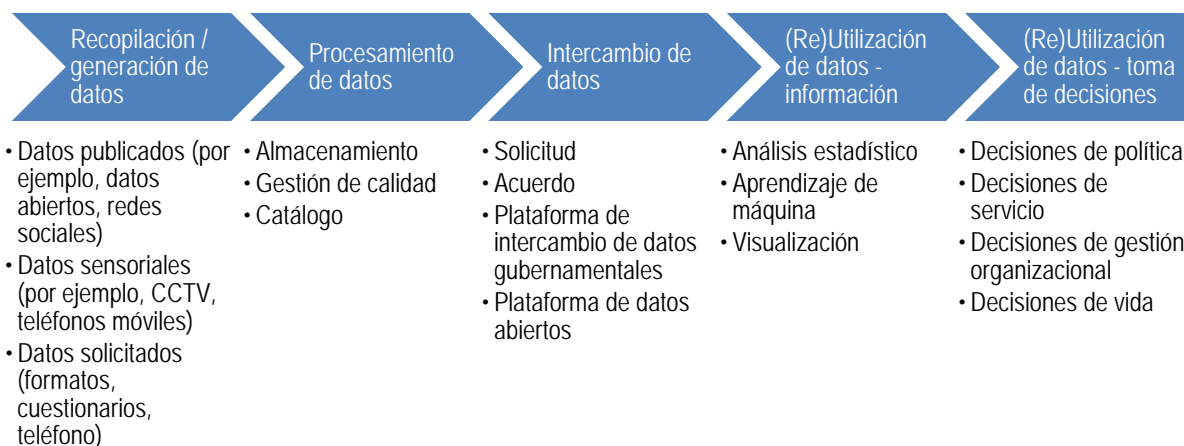 Recopilación /
generación de
datos
Procesamiento
de datos
Intercambio de
datos
(Re)Utilización
de datos -
información
(Re)Utilización
de datos - toma
de decisiones
• Datos publicados (por
ejemplo, datos
abiertos, redes
sociales)
• Datos sensoriales
(por ejemplo, CCTV,
teléfonos móviles)
• Datos solicitados
(formatos,
cuestionarios,
teléfono)
• Almacenamiento
• Gestión de calidad
• Catálogo
• Solicitud
• Acuerdo
• Plataforma de
intercambio de datos
gubernamentales
• Plataforma de datos
abiertos
• Análisis estadístico
• Aprendizaje de
máquina
• Visualización
• Decisiones de política
• Decisiones de
servicio
• Decisiones de gestión
organizacional
• Decisiones de vida